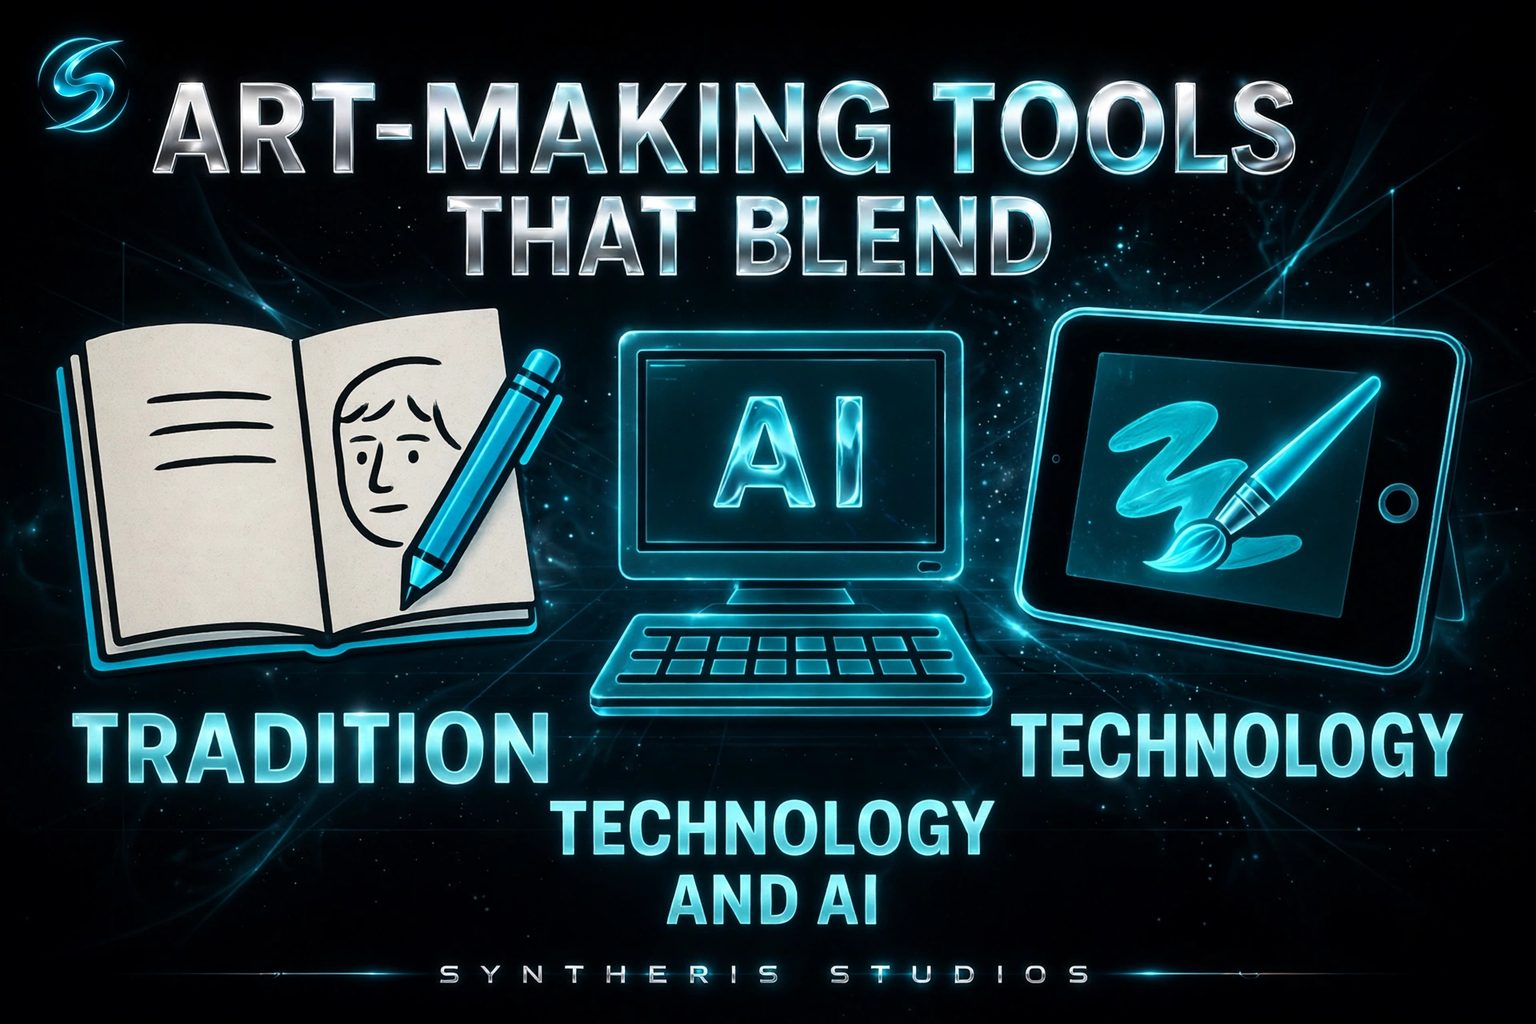 ART-MAKING TOOLS
THAT BLEND
AI
TRADITION
TECHNOLOGY
AND AI
TECHNOLOGY
SYNTHERIS STUDIOS